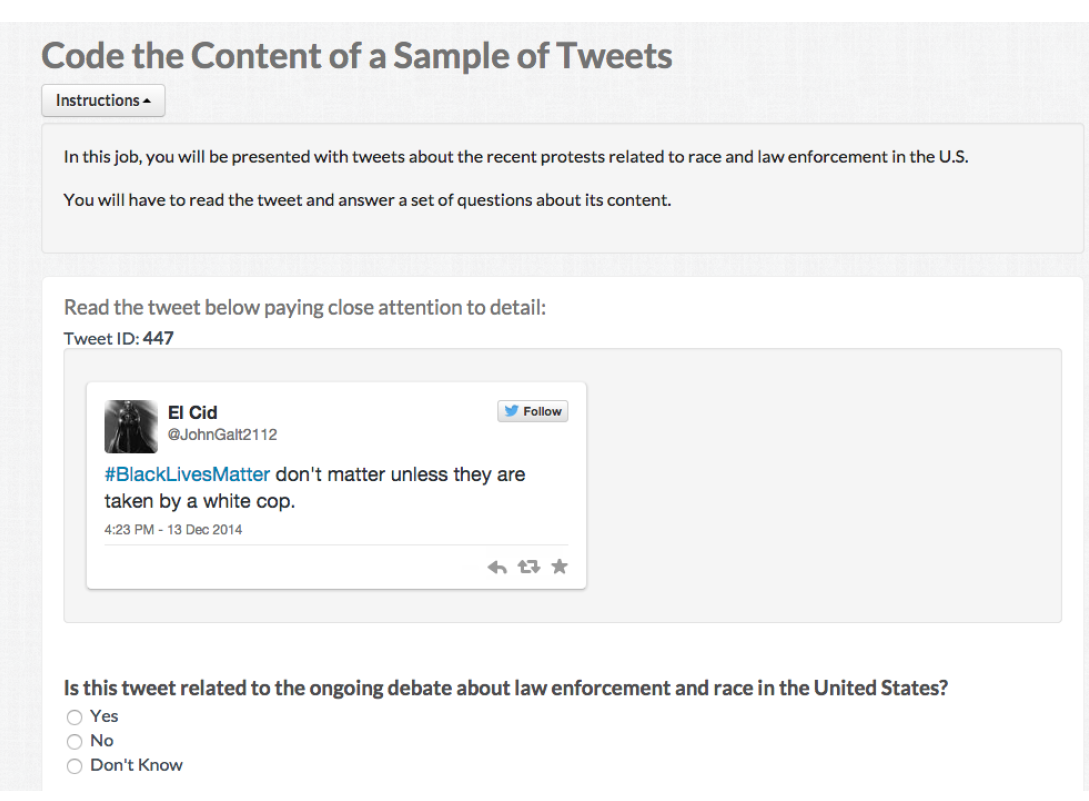 Code the Content of a Sample of Tweets
Instructions
In this job, you will be presented with tweets about the recent protests related to race and law enforcement in the U.S.
You will have to read the tweet and answer a set of questions about its content.
Read the tweet below paying close attention to detail:
Tweet ID: 447
El Cid
Follow
@JohnGalt2112
#BlackLivesMatter don't matter unless they are
taken by a white cop.
4:23 PM - 13 Dec 2014
Is this tweet related to the ongoing debate about law enforcement and race in the United States?
Yes
No
Don't Know